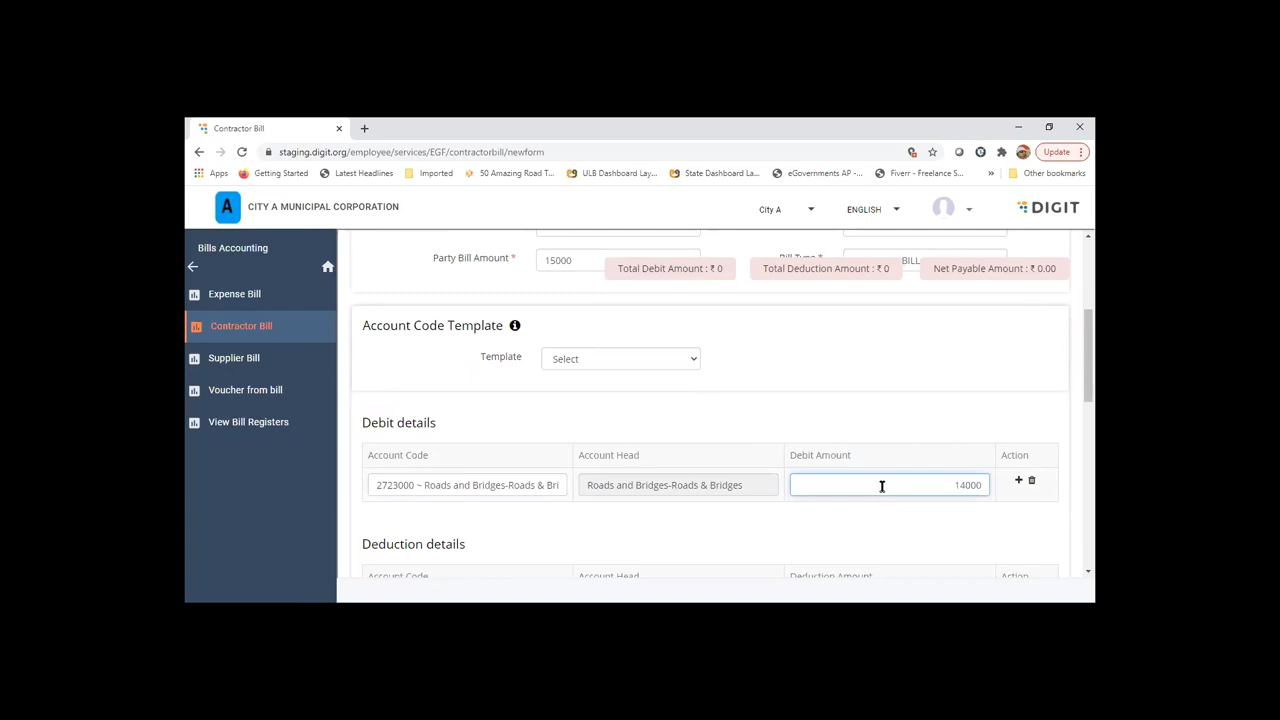 Contractor Bill
staging.digit.org/employee/services/EGF/contractorbill/newform
Update
Apps
Getting Started
Latest Headlines
Imported
50 Amazing Road T...
ULB Dashboard Lay...
State Dashboard La...
eGovernments AP -...
Fiverr - Freelance S...
»
Other bookmarks
A
CITY A MUNICIPAL CORPORATION
City A
ENGLISH
DIGIT
Bills Accounting
Expense Bill
Contractor Bill
Supplier Bill
Voucher from bill
View Bill Registers
Party Bill Amount *
15000
BILL
Total Debit Amount : ₹ 0
Total Deduction Amount : ₹ 0
Net Payable Amount : ₹ 0.00
Account Code Template
Template
Select
Debit details
Account Code
Account Head
Debit Amount
Action
2723000 ~ Roads and Bridges-Roads & Bri
Roads and Bridges-Roads & Bridges
14000
Deduction details
Account Code
Account Head
Deduction Amount
Action